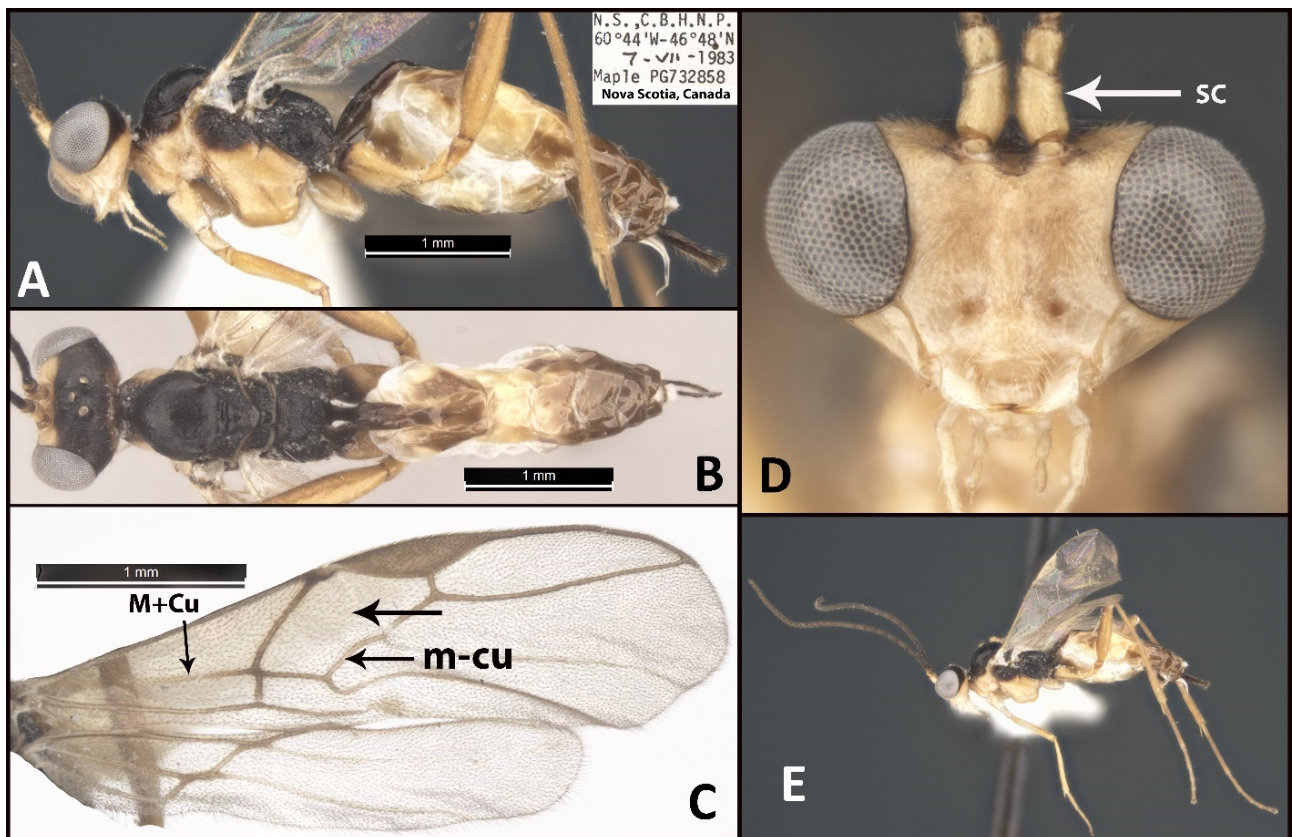 N.S.,C.B.H.N.P.
60°44'W-46°48'N
7-VII-1983
Maple PG732858
Nova Scotia, Canada
1 mm
A
1 mm
B
1 mm
M+Cu
m-cu
C
SC
D
E